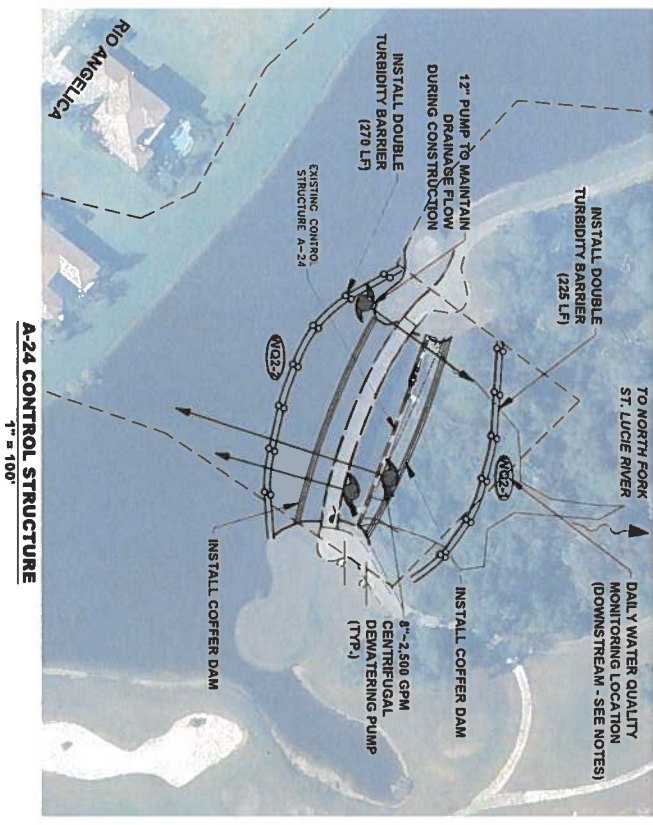 RIO ANGELICA
INSTALL DOUBLE
TURBIDITY BARRIER
(270 LF)
12" PUMP TO MAINTAIN
DRAINAGE FLOW
DURING CONSTRUCTION
EXISTING CONTROL
STRUCTURE A-24
INSTALL DOUBLE
TURBIDITY BARRIER
(225 LF)
TO NORTH FORK
ST. LUCIE RIVER
WQ2-2
WQ2-1
DAILY WATER QUALITY
MONITORING LOCATION
(DOWNSTREAM - SEE NOTES)
INSTALL COFFER DAM
8"-2,500 GPM
CENTRIFUGAL
DEWATERING PUMP
(TYP.)
INSTALL COFFER DAM
A-24 CONTROL STRUCTURE
1" = 100'